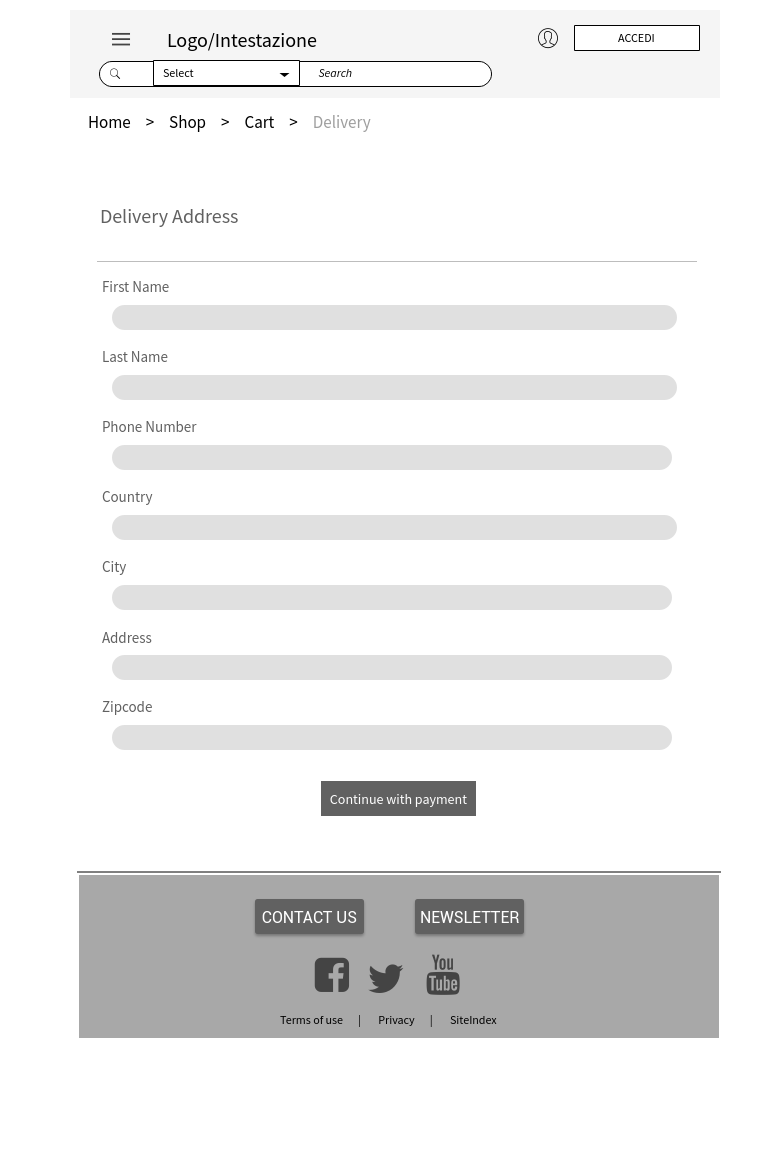 Logo/Intestazione
ACCEDI
Select
Search
Home > Shop > Cart > Delivery
Delivery Address
First Name
Last Name
Phone Number
Country
City
Address
Zipcode
Continue with payment
CONTACT US
NEWSLETTER
You
Tube
Terms of use | Privacy | SiteIndex